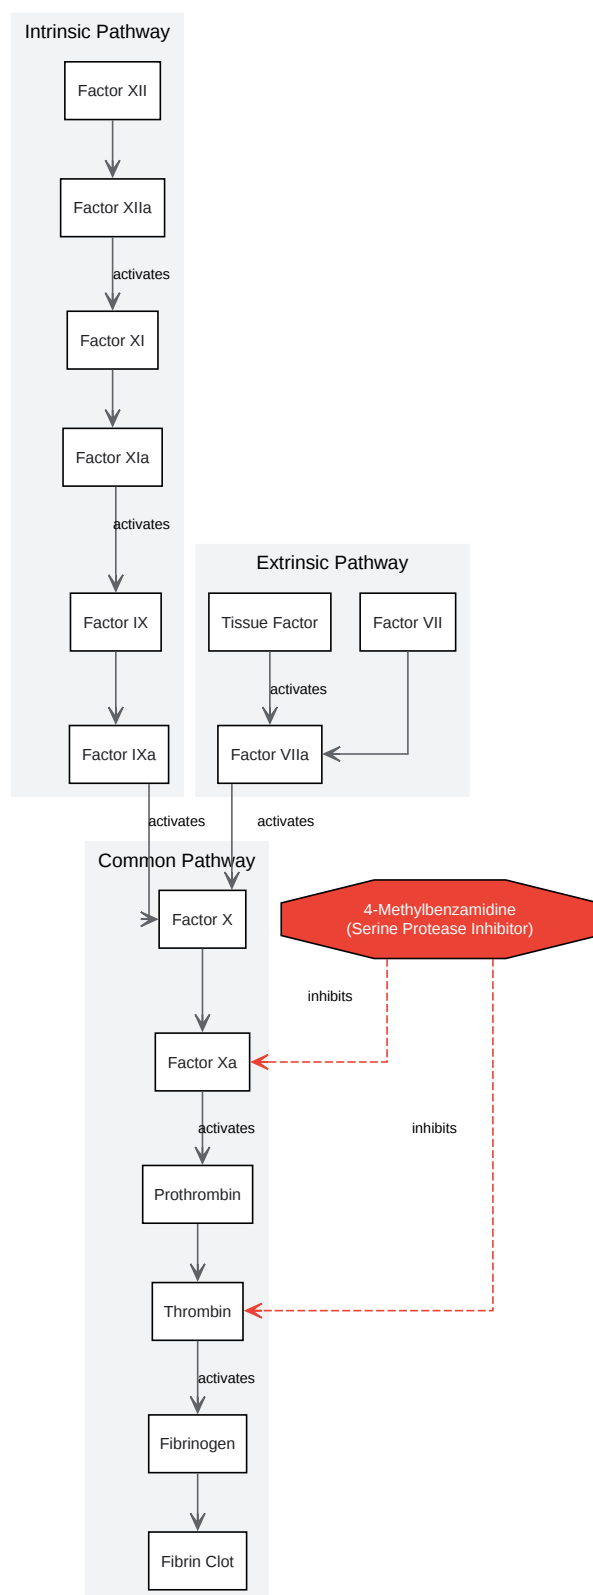 Intrinsic Pathway
Factor XII
Factor XIIa
activates
Factor XI
Factor XIa
activates
Factor IX
Factor IXa
Extrinsic Pathway
Tissue Factor
Factor VII
activates
Factor VIIa
activates
activates
Common Pathway
Factor X
4-Methylbenzamidine
(Serine Protease Inhibitor)
inhibits
Factor Xa
activates
inhibits
Prothrombin
Thrombin
activates
Fibrinogen
Fibrin Clot